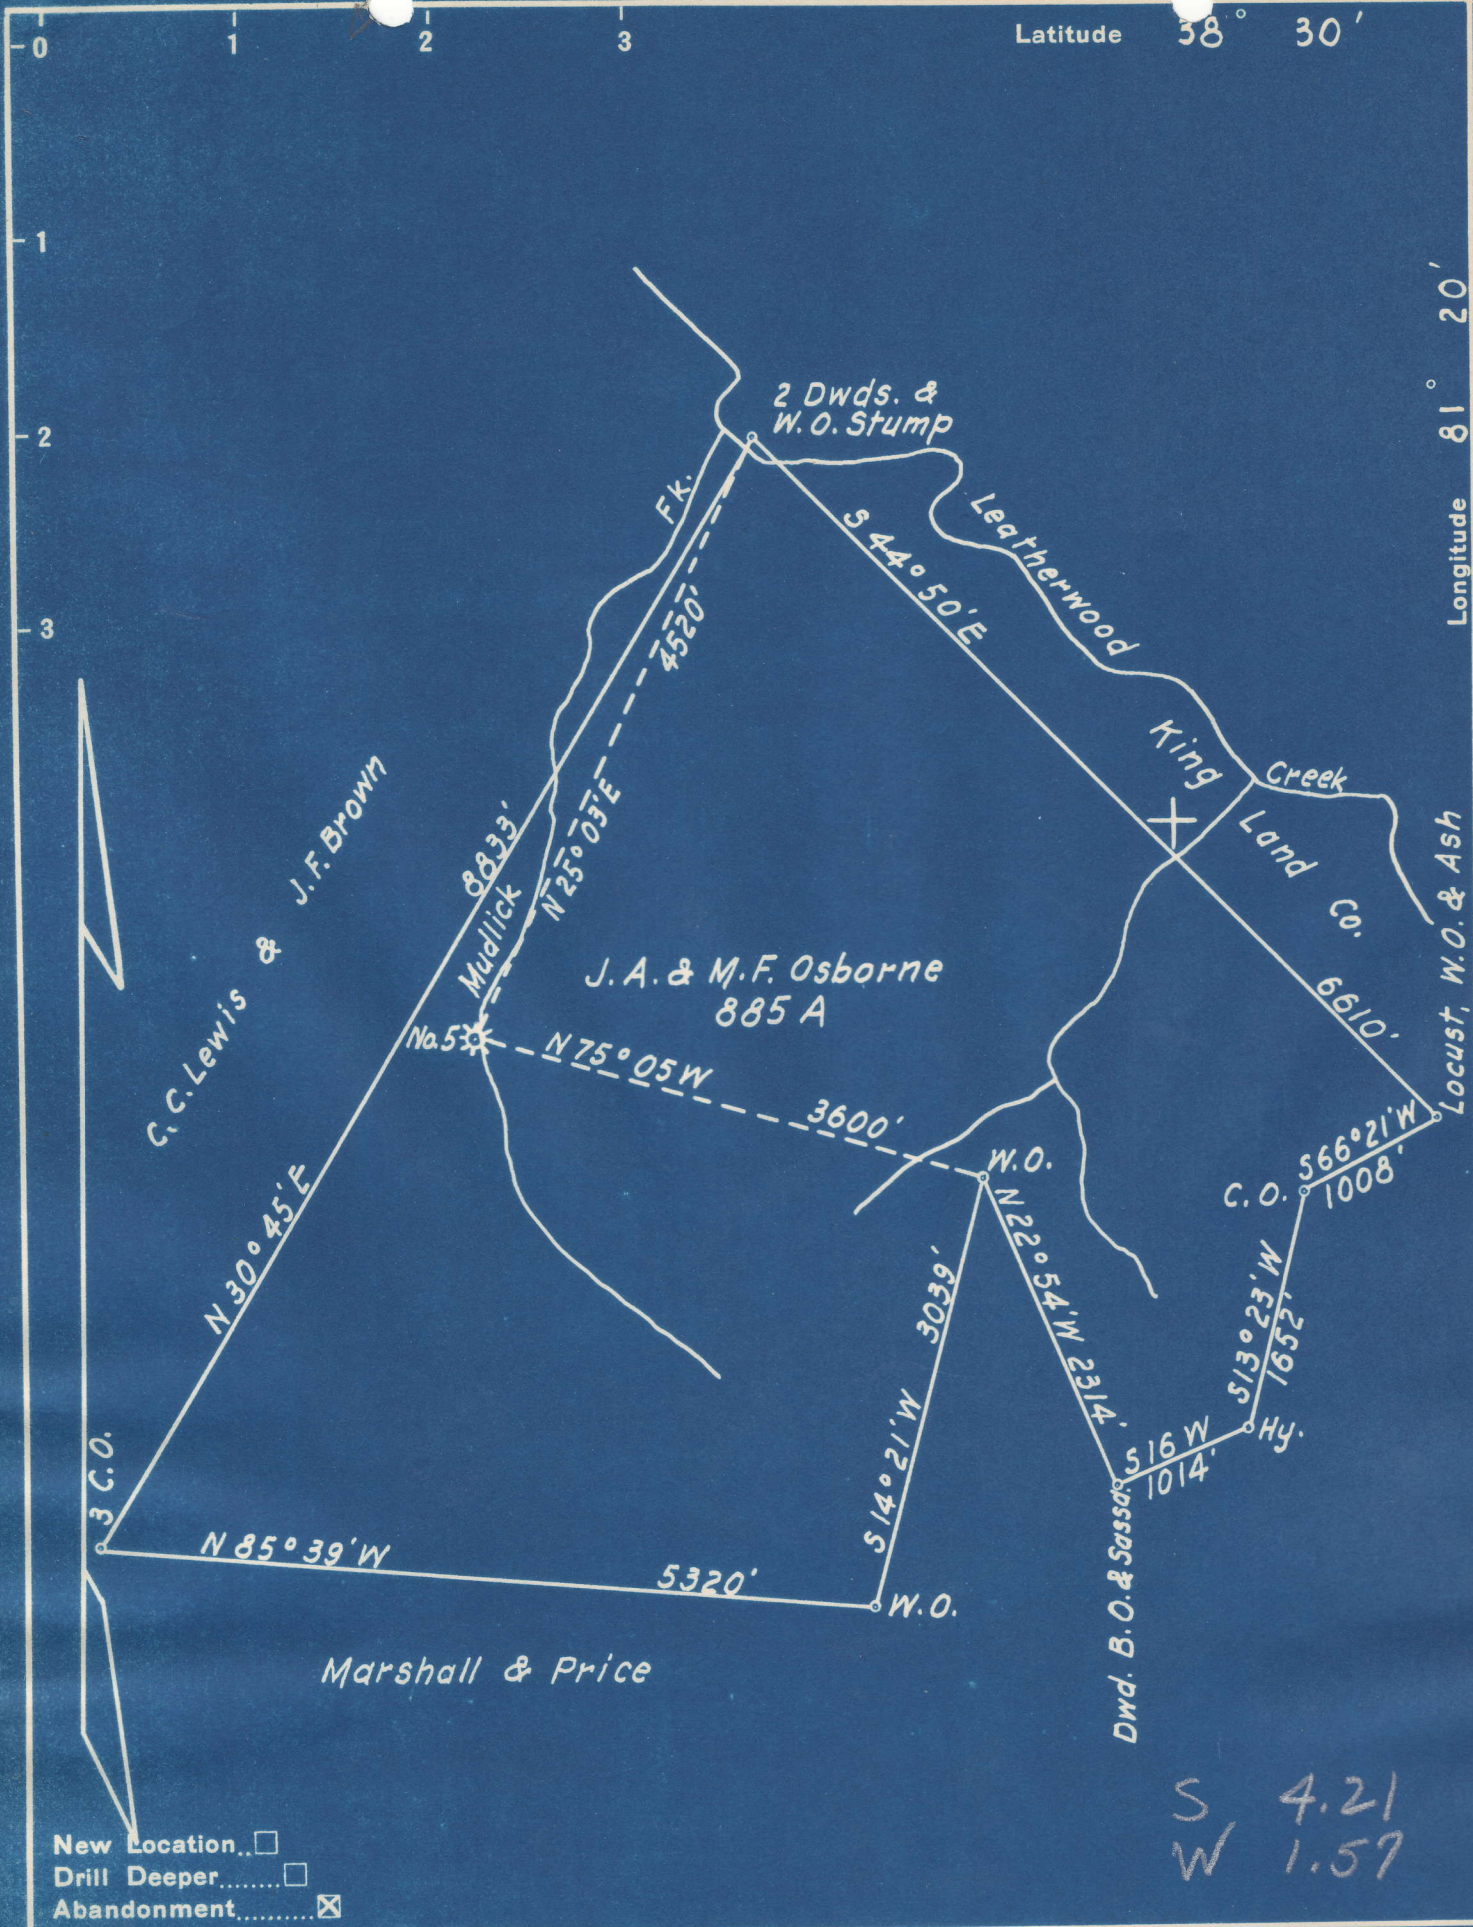 0 1 2 3 Latitude 38° 30'
1
2
3
Longitude 81° 20'
2 Dwds. &
W. O. Stump
Fk.
Leatherwood
S 44° 50' E
4520'
King
Creek
Land
Co.
8833'
N 25° 03' E
J. F. Brown
&
C. C. Lewis
Mudlick
J. A. & M. F. Osborne
885 A
6610'
Locust, W.O. & Ash
No. 5
N 75° 05 W
3600'
S 66° 21' W
1008'
W. O.
C. O.
N 30° 45' E
3039'
S 14° 21' W
N 22° 54' W 2314'
S 13° 23' W
1652'
Hy.
S 16 W
1014'
3 C. O.
N 85° 39' W
5320'
W. O.
Dwd. B. O. & Sassa.
Marshall & Price
S 4.21
W 1.57
New Location..☐
Drill Deeper........☐
Abandonment..........☒